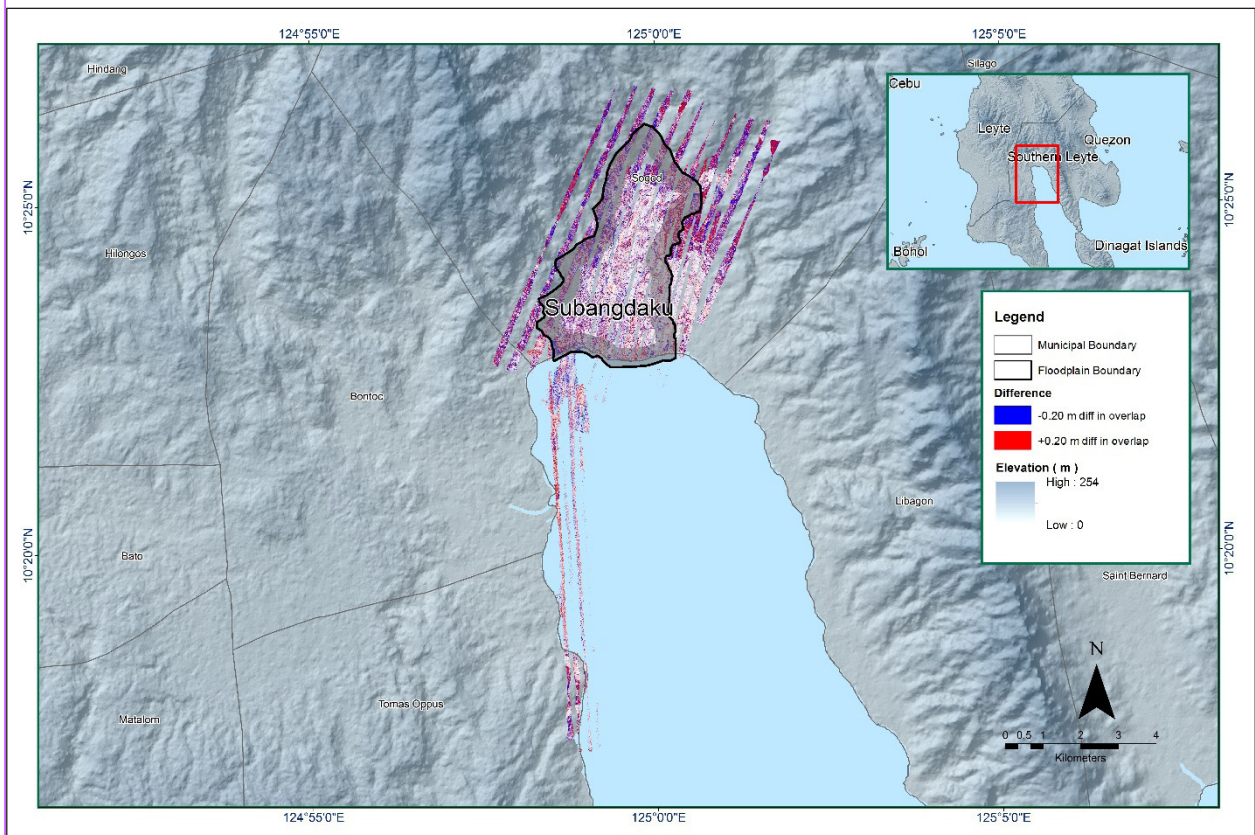 124°55'0"E
125°0'0"E
125°5'0"E
Hindang
Silago
Cebu
Leyte
Quezon
Southern Leyte
Bohol
Dinagat Islands
10°25'0"N
10°25'0"N
Sogod
Hilongos
Subangdaku
Legend
Municipal Boundary
Floodplain Boundary
Difference
-0.20 m diff in overlap
+0.20 m diff in overlap
Elevation ( m )
High : 254
Low : 0
Bontoc
Libagon
10°20'0"N
10°20'0"N
Bato
Saint Bernard
Tomas Oppus
Matalom
N
0 0.5 1 2 3 4
Kilometers
124°55'0"E
125°0'0"E
125°5'0"E